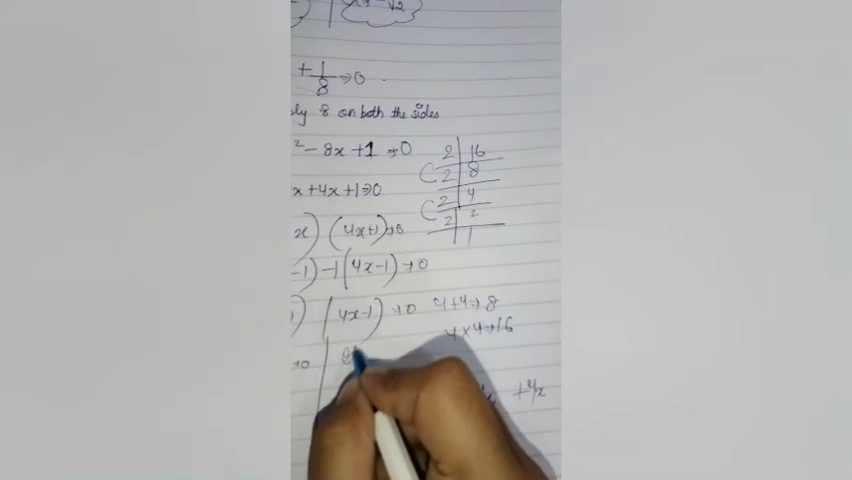 √2
+ 1/8 ⇒ 0
ly 8 on both the sides
² - 8x + 1 ⇒ 0
x + 4x + 1 ⇒ 0
x) (4x+1) ⇒ 0
-1) -1 (4x-1) → 0
1) (4x-1) → 0
→ 0
2 | 16
2 | 8
2 | 4
2 | 2
1
4+4 → 8
4×4 → 16
+4x